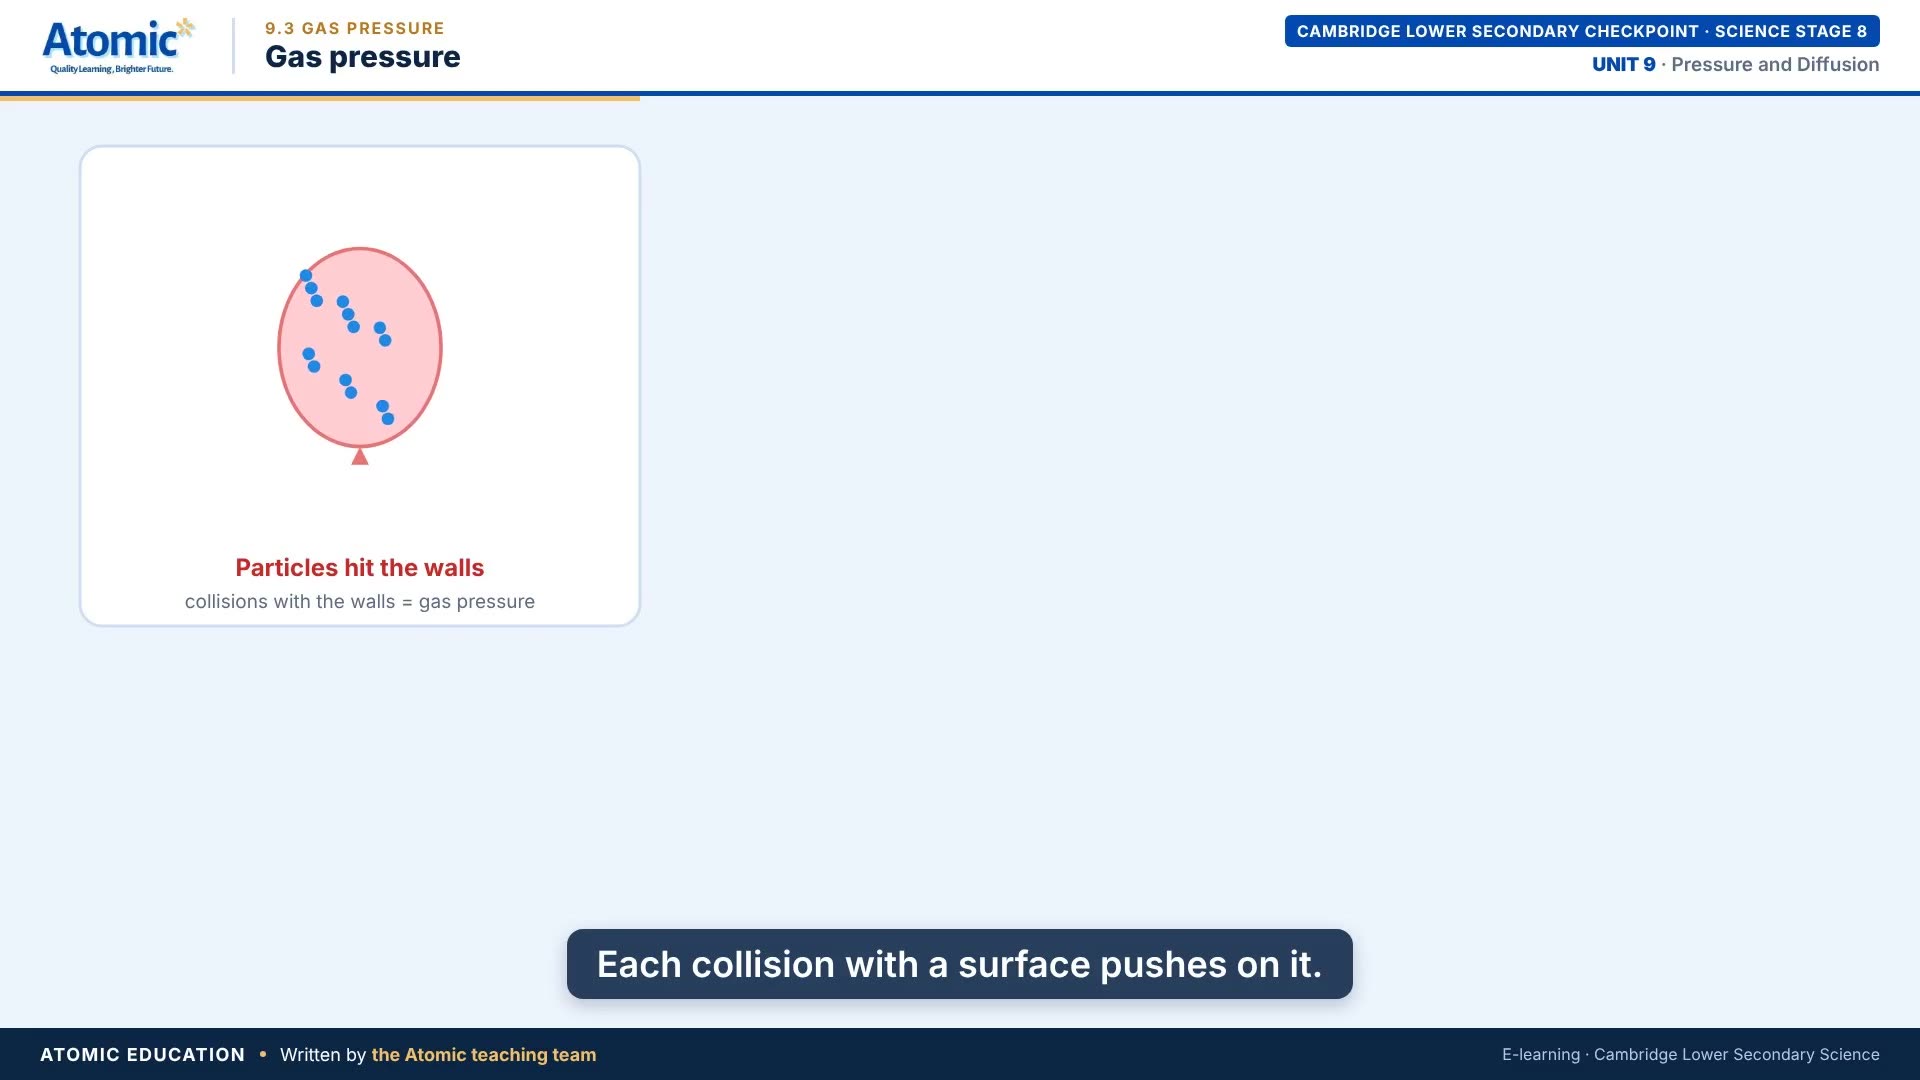 Atomic
Quality Learning, Brighter Future.
9.3 GAS PRESSURE
Gas pressure
CAMBRIDGE LOWER SECONDARY CHECKPOINT · SCIENCE STAGE 8
UNIT 9 · Pressure and Diffusion
Particles hit the walls
collisions with the walls = gas pressure
Each collision with a surface pushes on it.
ATOMIC EDUCATION • Written by the Atomic teaching team
E-learning · Cambridge Lower Secondary Science